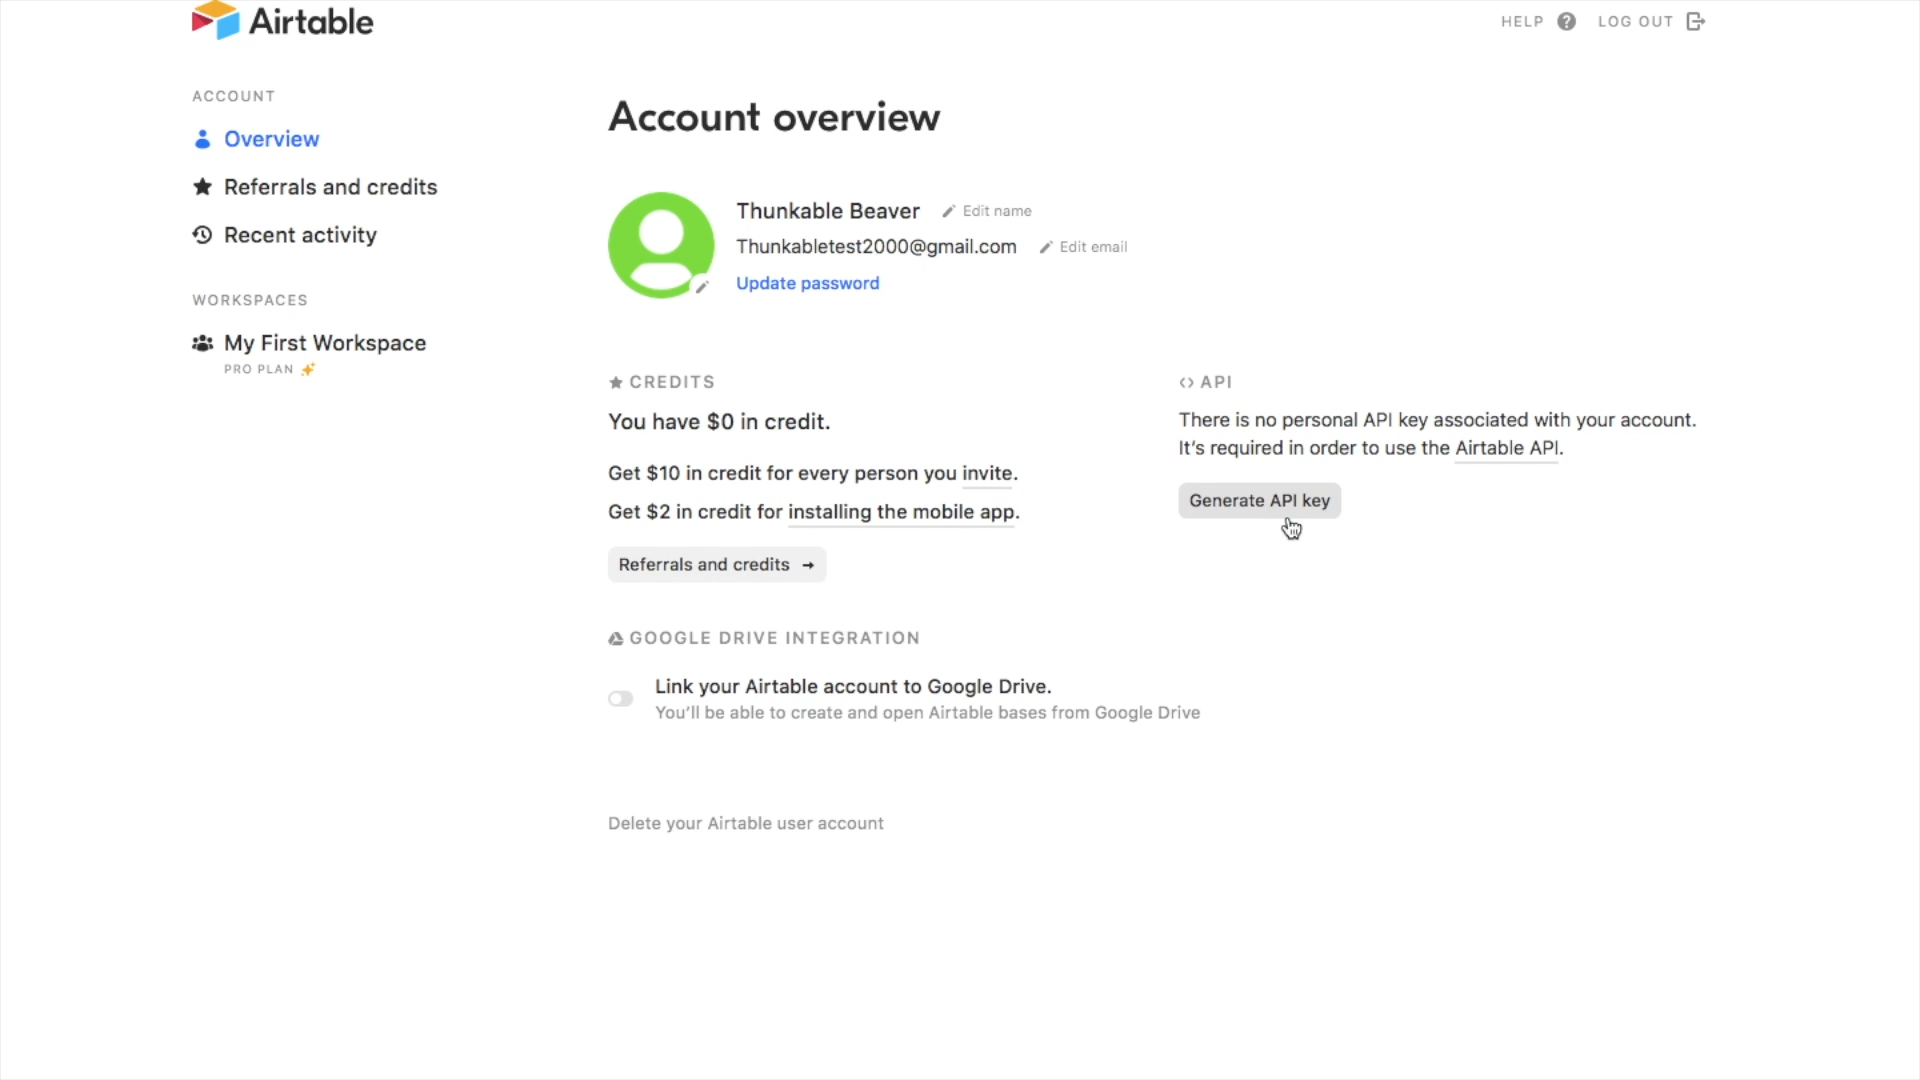 Airtable
HELP
LOG OUT
ACCOUNT
Overview
Referrals and credits
Recent activity
WORKSPACES
My First Workspace
PRO PLAN
Account overview
Thunkable Beaver
Edit name
Thunkabletest2000@gmail.com
Edit email
Update password
CREDITS
You have $0 in credit.
Get $10 in credit for every person you invite.
Get $2 in credit for installing the mobile app.
Referrals and credits →
<> API
There is no personal API key associated with your account.
It's required in order to use the Airtable API.
Generate API key
GOOGLE DRIVE INTEGRATION
Link your Airtable account to Google Drive.
You'll be able to create and open Airtable bases from Google Drive
Delete your Airtable user account